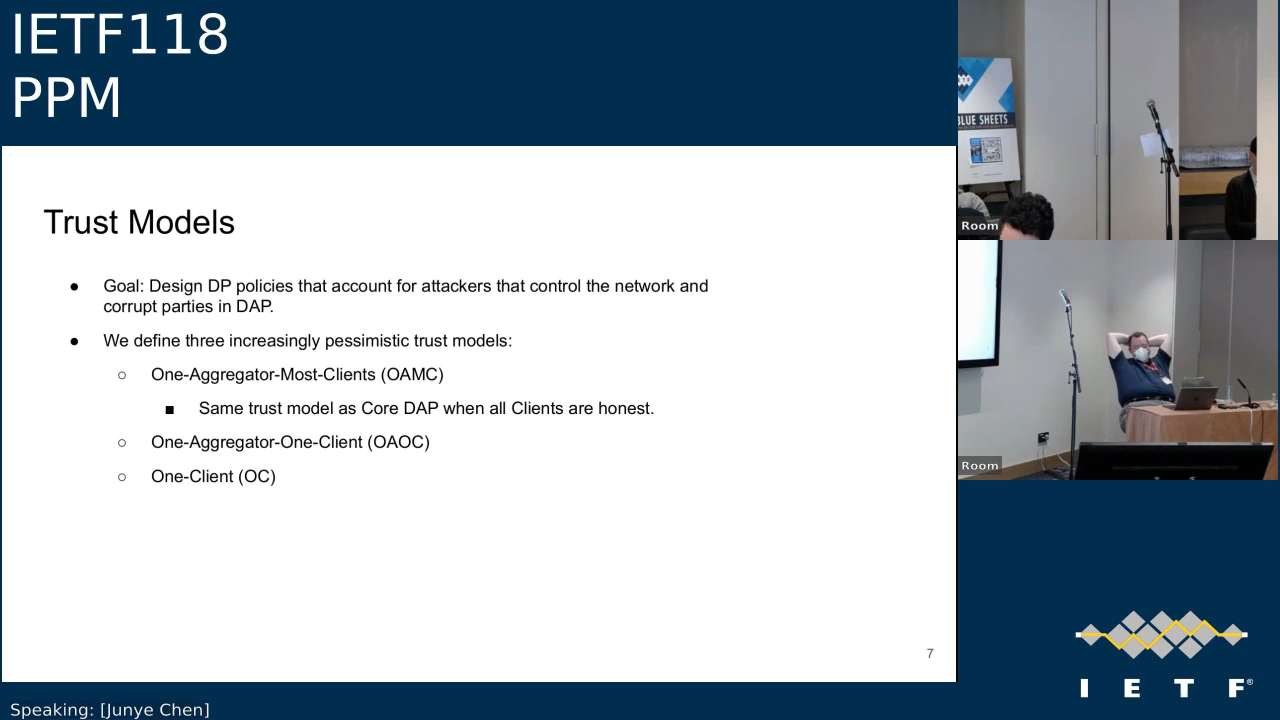 IETF118
PPM
Trust Models
● Goal: Design DP policies that account for attackers that control the network and
corrupt parties in DAP.
● We define three increasingly pessimistic trust models:
○ One-Aggregator-Most-Clients (OAMC)
■ Same trust model as Core DAP when all Clients are honest.
○ One-Aggregator-One-Client (OAOC)
○ One-Client (OC)
7
BLUE SHEETS
Room
Room
I E T F®
Speaking: [Junye Chen]